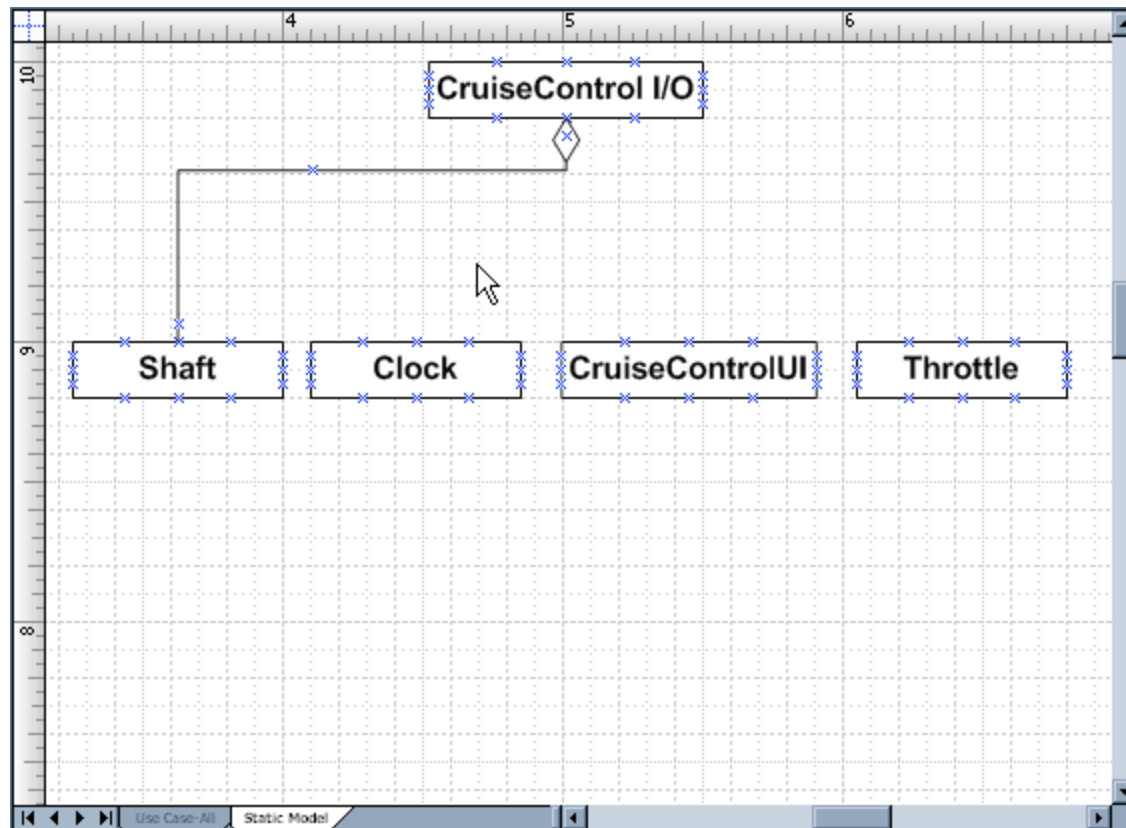 4 5 6
10
CruiseControl I/O
9
Shaft Clock CruiseControlUI Throttle
8
Use Case-All Static Model